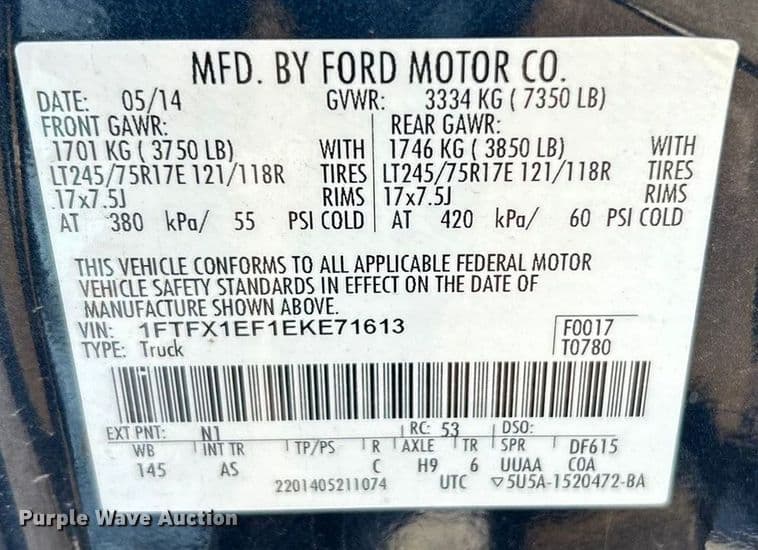 MFD. BY FORD MOTOR CO.
DATE: 05/14 GVWR: 3334 KG ( 7350 LB)
FRONT GAWR: REAR GAWR:
1701 KG ( 3750 LB) WITH 1746 KG ( 3850 LB) WITH
LT245/75R17E 121/118R TIRES LT245/75R17E 121/118R TIRES
17x7.5J RIMS 17x7.5J RIMS
AT 380 kPa/ 55 PSI COLD AT 420 kPa/ 60 PSI COLD
THIS VEHICLE CONFORMS TO ALL APPLICABLE FEDERAL MOTOR
VEHICLE SAFETY STANDARDS IN EFFECT ON THE DATE OF
MANUFACTURE SHOWN ABOVE.
VIN: 1FTFX1EF1EKE71613 F0017
TYPE: Truck T0780
EXT PNT: N1 RC: 53 DSO:
WB INT TR TP/PS R AXLE TR SPR DF615
145 AS C H9 6 UUAA COA
2201405211074 UTC ▽5U5A-1520472-BA
Purple Wave Auction